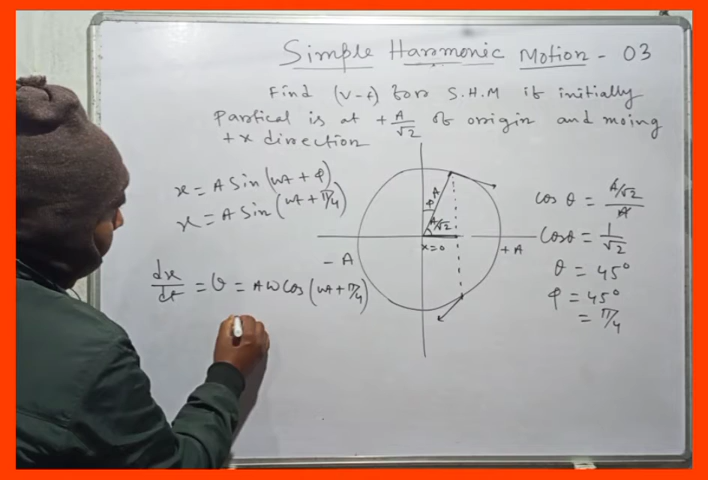 Simple Harmonic Motion - 03
Find (v-t) for S.H.M if initially
Partical is at +A/√2 of origin and moing
+x direction
x = A Sin (ωt + φ)
x = A Sin (ωt + π/4)
dx/dt = v = Aω Cos (ωt + π/4)
φ
A
A/√2
x=0
- A
+ A
Cos θ = A/√2 / A
Cosθ = 1/√2
θ = 45°
φ = 45°
= π/4